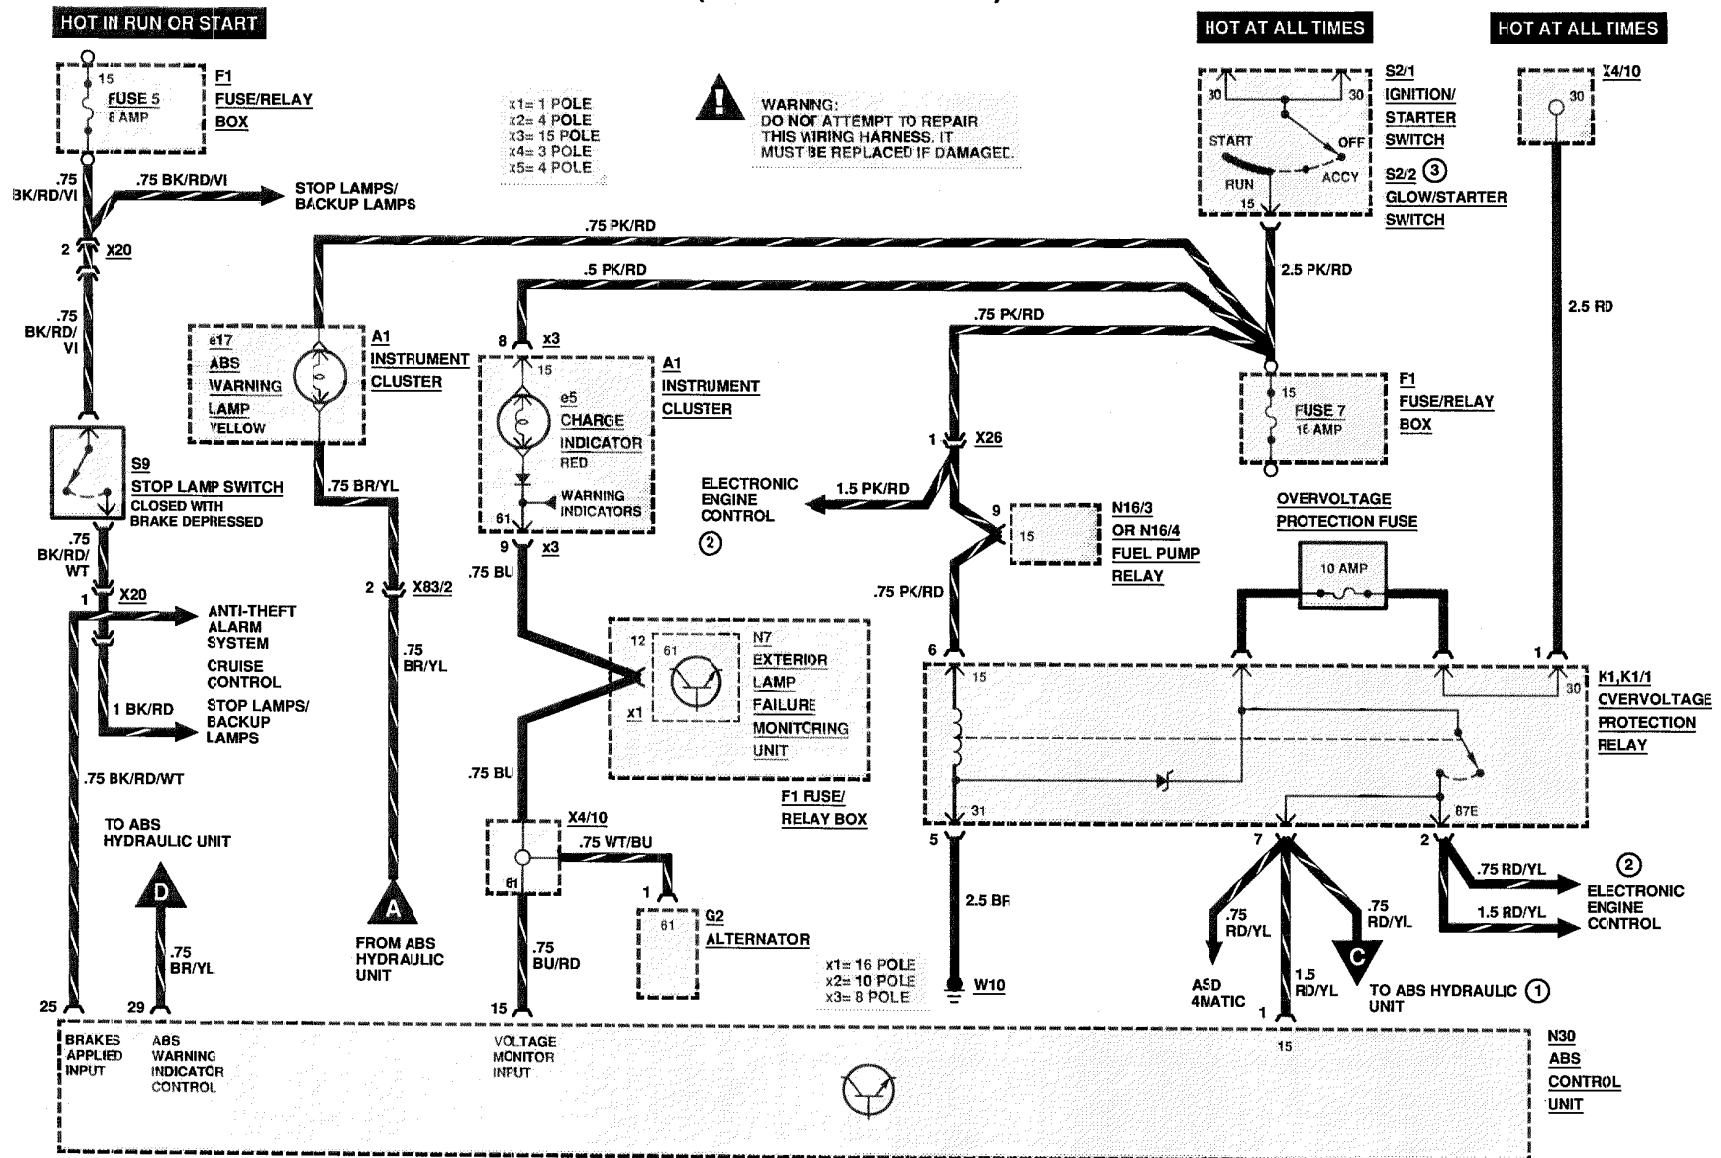 HOT IN RUN OR START
HOT AT ALL TIMES
HOT AT ALL TIMES
15
FUSE 5
8 AMP
F1
FUSE/RELAY
BOX
x1= 1 POLE
x2= 4 POLE
x3= 15 POLE
x4= 3 POLE
x5= 4 POLE
!
WARNING:
DO NOT ATTEMPT TO REPAIR
THIS WIRING HARNESS. IT
MUST BE REPLACED IF DAMAGED.
30
30
START
OFF
RUN
ACCY
15
S2/1
IGNITION/
STARTER
SWITCH
S2/2 3
GLOW/STARTER
SWITCH
30
X4/10
.75
BK/RD/VI
.75 BK/RD/VI
STOP LAMPS/
BACKUP LAMPS
2 X20
.75 PK/RD
.5 PK/RD
.75 PK/RD
2.5 PK/RD
2.5 RD
.75
BK/RD/
VI
e17
ABS
WARNING
LAMP
YELLOW
A1
INSTRUMENT
CLUSTER
8 x3
15
e5
CHARGE
INDICATOR
RED
WARNING
INDICATORS
61
A1
INSTRUMENT
CLUSTER
9 x3
15
FUSE 7
16 AMP
F1
FUSE/RELAY
BOX
1 X26
S9
STOP LAMP SWITCH
CLOSED WITH
BRAKE DEPRESSED
.75 BR/YL
ELECTRONIC
ENGINE
CONTROL
2
1.5 PK/RD
9
15
N16/3
OR N16/4
FUEL PUMP
RELAY
OVERVOLTAGE
PROTECTION FUSE
10 AMP
.75
BK/RD/
WT
1 X20
2 X83/2
.75 BU
.75 PK/RD
ANTI-THEFT
ALARM
SYSTEM
CRUISE
CONTROL
STOP LAMPS/
BACKUP
LAMPS
1 BK/RD
.75
BR/YL
12
61
x1
N7
EXTERIOR
LAMP
FAILURE
MONITORING
UNIT
F1 FUSE/
RELAY BOX
6
1
15
30
K1,K1/1
OVERVOLTAGE
PROTECTION
RELAY
31
87E
.75 BK/RD/WT
.75 BU
TO ABS
HYDRAULIC UNIT
D
A
FROM ABS
HYDRAULIC
UNIT
X4/10
.75 WT/BU
61
1
61
G2
ALTERNATOR
5
7
2
2.5 BR
.75
RD/YL
.75
RD/YL
.75 RD/YL
1.5 RD/YL
2
ELECTRONIC
ENGINE
CONTROL
.75
BR/YL
.75
BU/RD
x1= 16 POLE
x2= 10 POLE
x3= 8 POLE
W10
ASD
4MATIC
1.5
RD/YL
C
TO ABS HYDRAULIC 1
UNIT
25
29
15
1
BRAKES
APPLIED
INPUT
ABS
WARNING
INDICATOR
CONTROL
VOLTAGE
MONITOR
INPUT
15
N30
ABS
CONTROL
UNIT